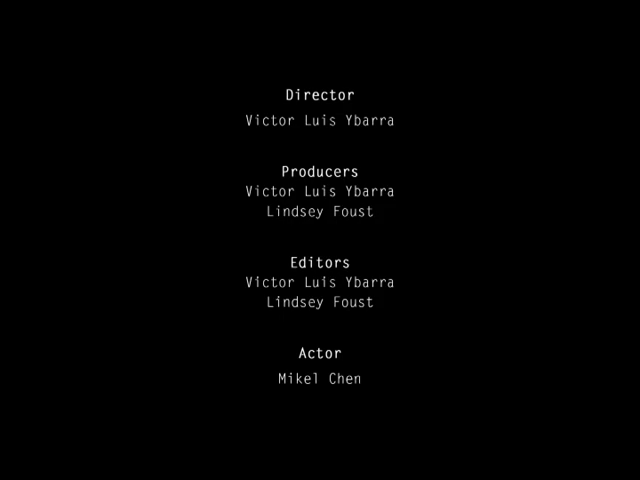 Director
Victor Luis Ybarra
Producers
Victor Luis Ybarra
Lindsey Foust
Editors
Victor Luis Ybarra
Lindsey Foust
Actor
Mikel Chen